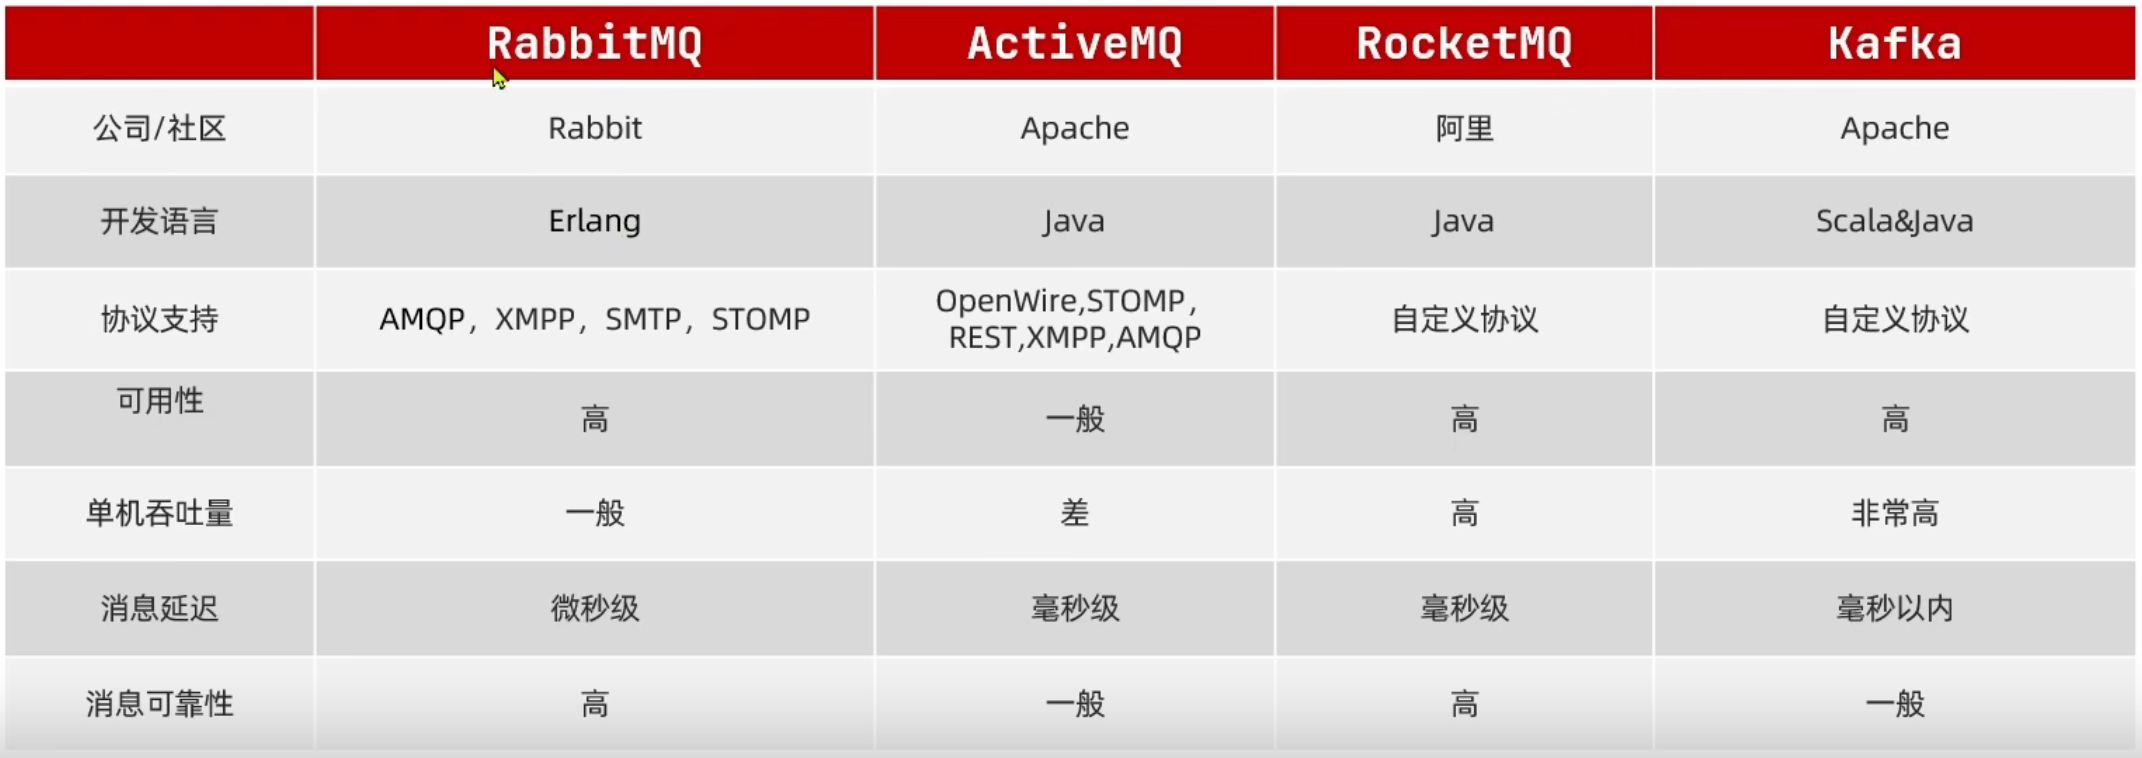 RabbitMQ ActiveMQ RocketMQ Kafka
公司/社区 Rabbit Apache 阿里 Apache
开发语言 Erlang Java Java Scala&Java
协议支持 AMQP，XMPP，SMTP，STOMP OpenWire,STOMP，
REST,XMPP,AMQP 自定义协议 自定义协议
可用性 高 一般 高 高
单机吞吐量 一般 差 高 非常高
消息延迟 微秒级 毫秒级 毫秒级 毫秒以内
消息可靠性 高 一般 高 一般